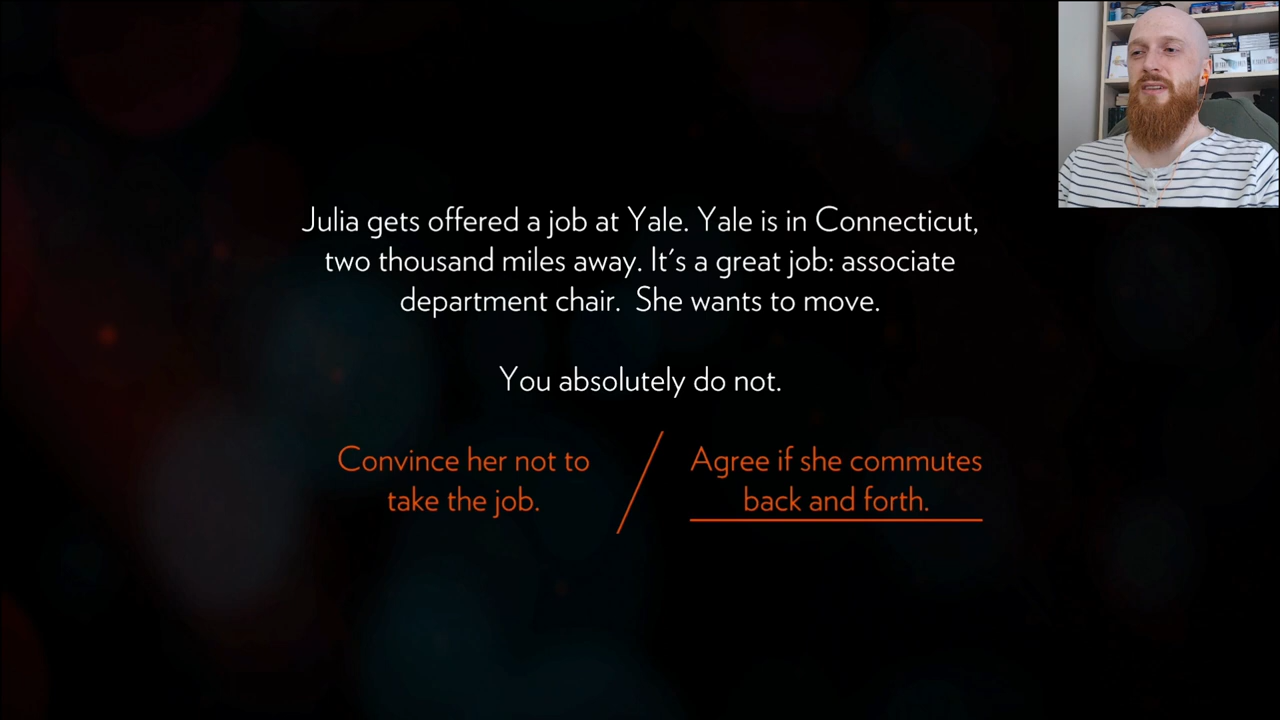 Julia gets offered a job at Yale. Yale is in Connecticut,
two thousand miles away. It's a great job: associate
department chair.  She wants to move.
You absolutely do not.
Convince her not to
take the job.
Agree if she commutes
back and forth.